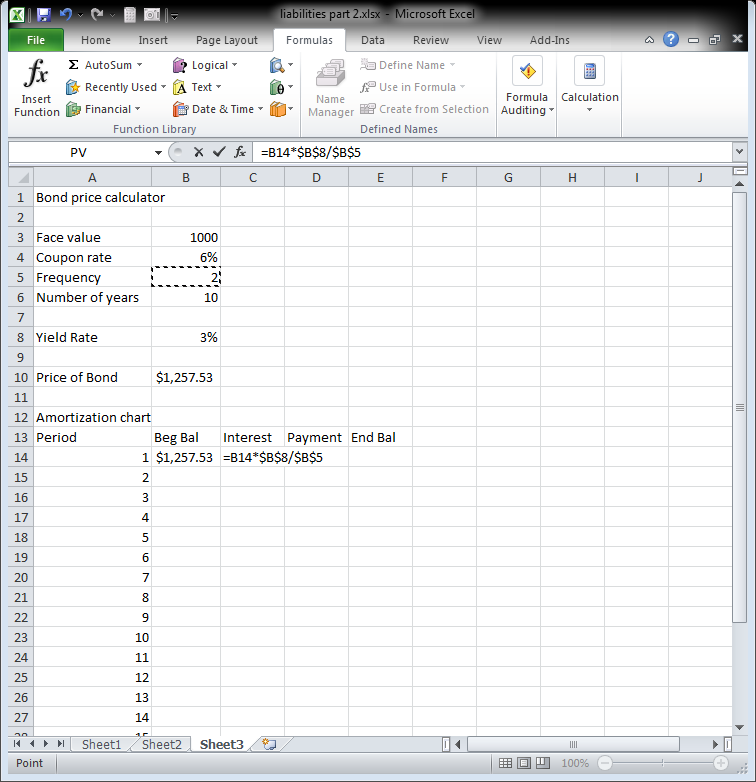 liabilities part 2.xlsx - Microsoft Excel
File Home Insert Page Layout Formulas Data Review View Add-Ins
fx Σ AutoSum Logical Define Name
Recently Used Text Use in Formula
Insert Function Financial Date & Time Name Manager Create from Selection Formula Auditing Calculation
Function Library Defined Names
PV fx =B14*$B$8/$B$5
A B C D E F G H I J
1 Bond price calculator
2
3 Face value 1000
4 Coupon rate 6%
5 Frequency 2
6 Number of years 10
7
8 Yield Rate 3%
9
10 Price of Bond $1,257.53
11
12 Amortization chart
13 Period Beg Bal Interest Payment End Bal
14 1 $1,257.53 =B14*$B$8/$B$5
15 2
16 3
17 4
18 5
19 6
20 7
21 8
22 9
23 10
24 11
25 12
26 13
27 14
28 15
Sheet1 Sheet2 Sheet3
Point 100%